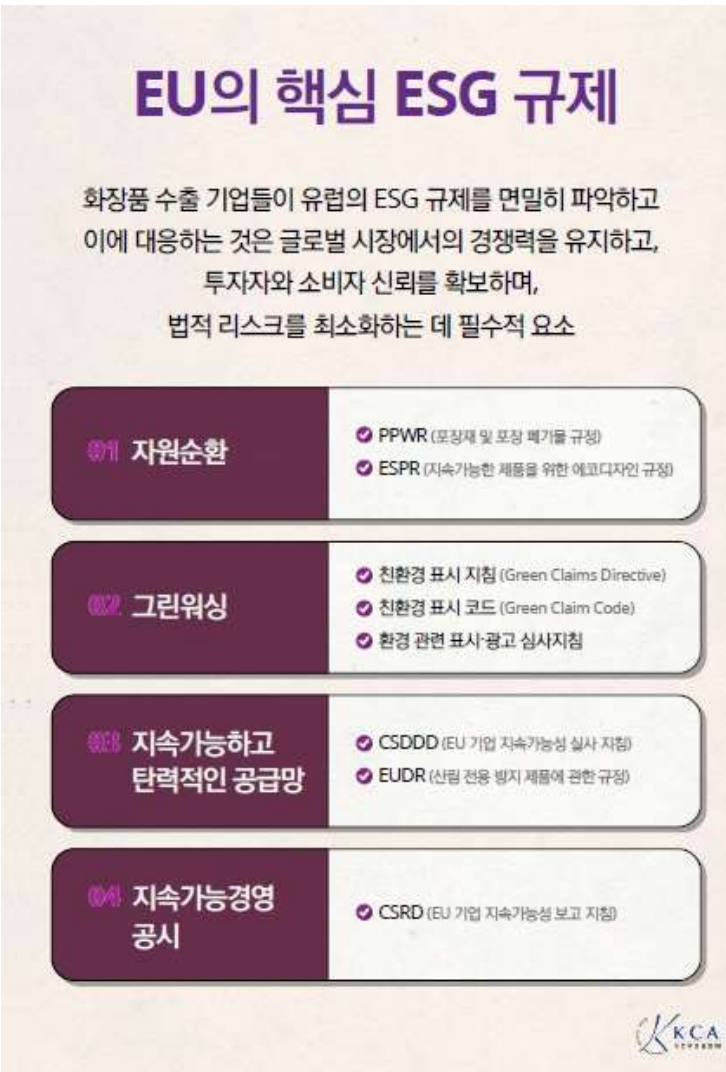 EU의 핵심 ESG 규제
화장품 수출 기업들이 유럽의 ESG 규제를 면밀히 파악하고
이에 대응하는 것은 글로벌 시장에서의 경쟁력을 유지하고,
투자자와 소비자 신뢰를 확보하며,
법적 리스크를 최소화하는 데 필수적 요소
01 자원순환
PPWR (포장재 및 포장 폐기물 규정)
ESPR (지속가능한 제품을 위한 에코디자인 규정)
02 그린워싱
친환경 표시 지침 (Green Claims Directive)
친환경 표시 코드 (Green Claim Code)
환경 관련 표시·광고 심사지침
03 지속가능하고
탄력적인 공급망
CSDDD (EU 기업 지속가능성 실사 지침)
EUDR (산림 전용 방지 제품에 관한 규정)
04 지속가능경영
공시
CSRD (EU 기업 지속가능성 보고 지침)
KCA